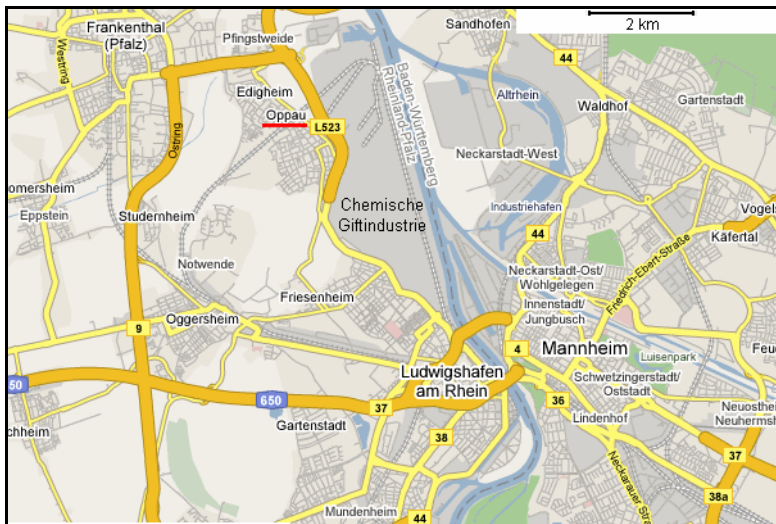 Frankenthal
(Pfalz)
Pfingstweide
Sandhofen
2 km
44
Westring
Edigheim
Oppau
L523
Ostring
Baden-Württemberg
Rheinland-Pfalz
Altrhein
Waldhof
Gartenstadt
Neckarstadt-West
omersheim
Eppstein
Studernheim
Chemische
Giftindustrie
Industriehafen
Vogels
Käfertal
44
Notwende
Friesenheim
Neckarstadt-Ost/
Wohlgelegen
Friedrich-Ebert-Straße
Innenstadt/
Jungbusch
Oggersheim
9
4
Mannheim
Luisenpark
Feu
Ludwigshafen
am Rhein
Schwetzingerstadt/
Oststadt
50
650
37
36
Lindenhof
Neuosthe
Neuhermsh
chheim
Gartenstadt
38
Neckarauer Stra
37
38a
Mundenheim
44